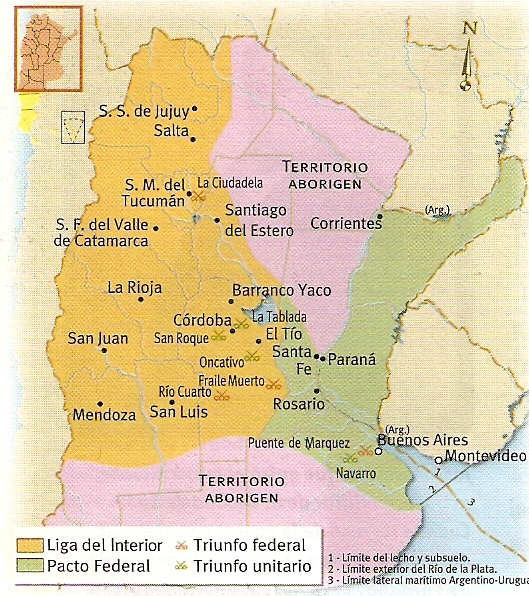 N
S. S. de Jujuy
Salta
TERRITORIO
ABORIGEN
S. M. del
Tucumán
La Ciudadela
Santiago
del Estero
Corrientes
(Arg.)
S. F. del Valle
de Catamarca
La Rioja
Barranco Yaco
Córdoba
La Tablada
San Roque
El Tío
San Juan
Oncativo
Santa
Fe
Paraná
Fraile Muerto
Río Cuarto
Mendoza
San Luis
Rosario
(Arg.)
Puente de Marquez
Buenos Aires
Montevideo
Navarro
1
2
3
TERRITORIO
ABORIGEN
Liga del Interior
Triunfo federal
Pacto Federal
Triunfo unitario
1 - Límite del lecho y subsuelo.
2 - Límite exterior del Río de la Plata.
3 - Límite lateral marítimo Argentino-Urugua